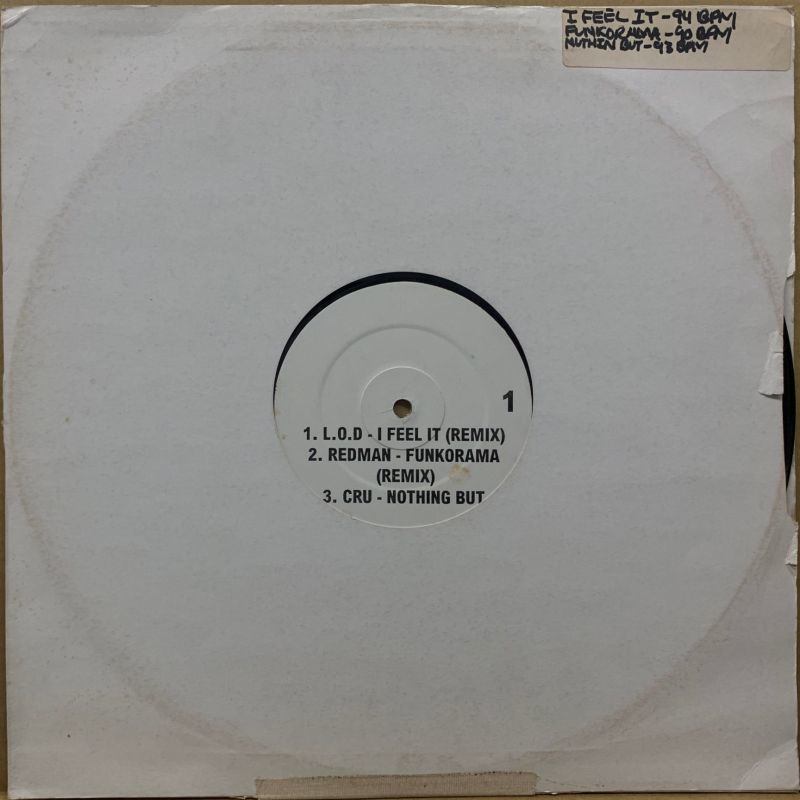 I FEEL IT - 94 BPM
FUNKORAMA - 90 BPM
NUTHIN BUT - 93 BPM
1
1. L.O.D - I FEEL IT (REMIX)
2. REDMAN - FUNKORAMA
(REMIX)
3. CRU - NOTHING BUT